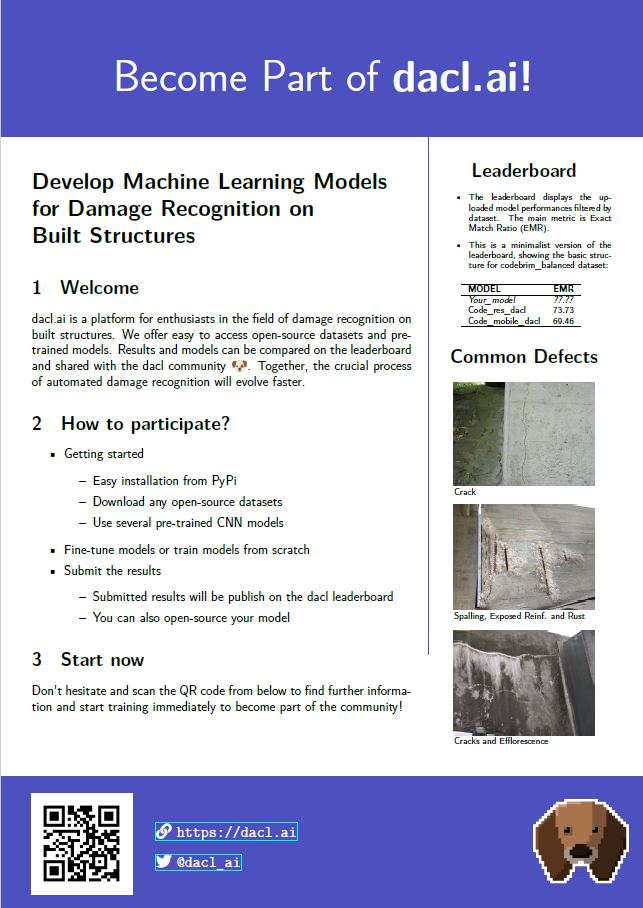 Become Part of dacl.ai!
Develop Machine Learning Models
for Damage Recognition on
Built Structures
1 Welcome
dacl.ai is a platform for enthusiasts in the field of damage recognition on
built structures. We offer easy to access open-source datasets and pre-
trained models. Results and models can be compared on the leaderboard
and shared with the dacl community 🐶. Together, the crucial process
of automated damage recognition will evolve faster.
2 How to participate?
▪ Getting started
– Easy installation from PyPi
– Download any open-source datasets
– Use several pre-trained CNN models
▪ Fine-tune models or train models from scratch
▪ Submit the results
– Submitted results will be publish on the dacl leaderboard
– You can also open-source your model
3 Start now
Don't hesitate and scan the QR code from below to find further informa-
tion and start training immediately to become part of the community!
Leaderboard
▪ The leaderboard displays the up-
loaded model performances filtered by
dataset. The main metric is Exact
Match Ratio (EMR).
▪ This is a minimalist version of the
leaderboard, showing the basic struc-
ture for codebrim_balanced dataset:
MODEL EMR
Your_model ??.??
Code_res_dacl 73.73
Code_mobile_dacl 69.46
Common Defects
Crack
Spalling, Exposed Reinf. and Rust
Cracks and Efflorescence
https://dacl.ai
@dacl_ai